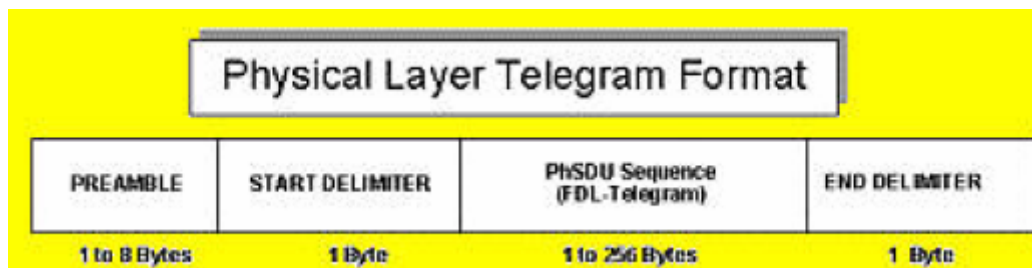 Physical Layer Telegram Format
PREAMBLE
START DELIMITER
PhSDU Sequence
(FDL-Telegram)
END DELIMITER
1 to 8 Bytes
1 Byte
1 to 256 Bytes
1 Byte